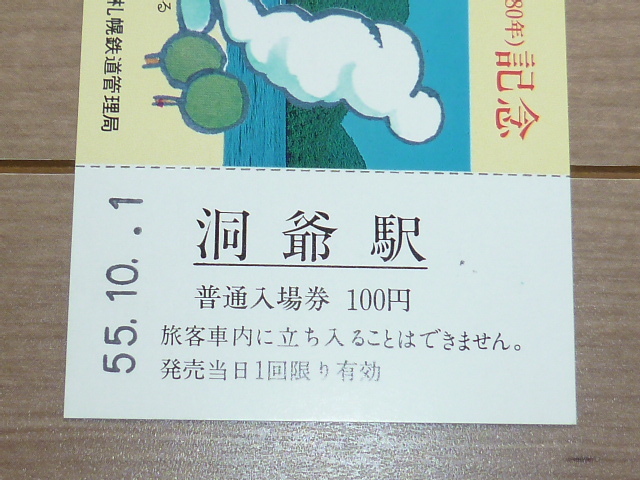 80年)記念
る
札幌鉄道管理局
55.10..1
洞爺駅
普通入場券 100円
旅客車内に立ち入ることはできません。
発売当日1回限り有効